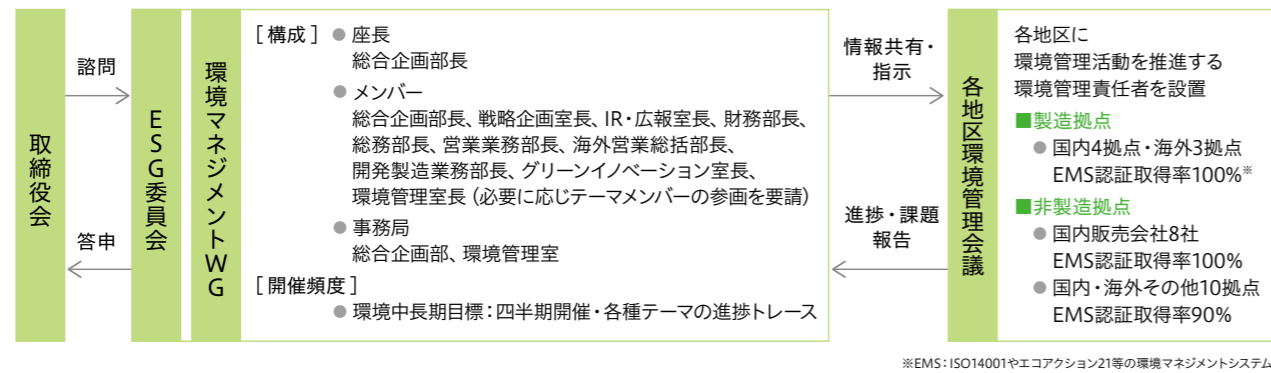 取締役会
諮問
答申
ESG委員会
環境マネジメントWG
［構成］ ● 座長
総合企画部長
● メンバー
総合企画部長、戦略企画室長、IR・広報室長、財務部長、
総務部長、営業業務部長、海外営業総括部長、
開発製造業務部長、グリーンイノベーション室長、
環境管理室長（必要に応じテーマメンバーの参画を要請）
● 事務局
総合企画部、環境管理室
［開催頻度］
● 環境中長期目標：四半期開催・各種テーマの進捗トレース
情報共有・
指示
進捗・課題
報告
各地区環境管理会議
各地区に
環境管理活動を推進する
環境管理責任者を設置
■製造拠点
● 国内4拠点・海外3拠点
EMS認証取得率100%※
■非製造拠点
● 国内販売会社8社
EMS認証取得率100%
● 国内・海外その他10拠点
EMS認証取得率90%
※EMS：ISO14001やエコアクション21等の環境マネジメントシステム